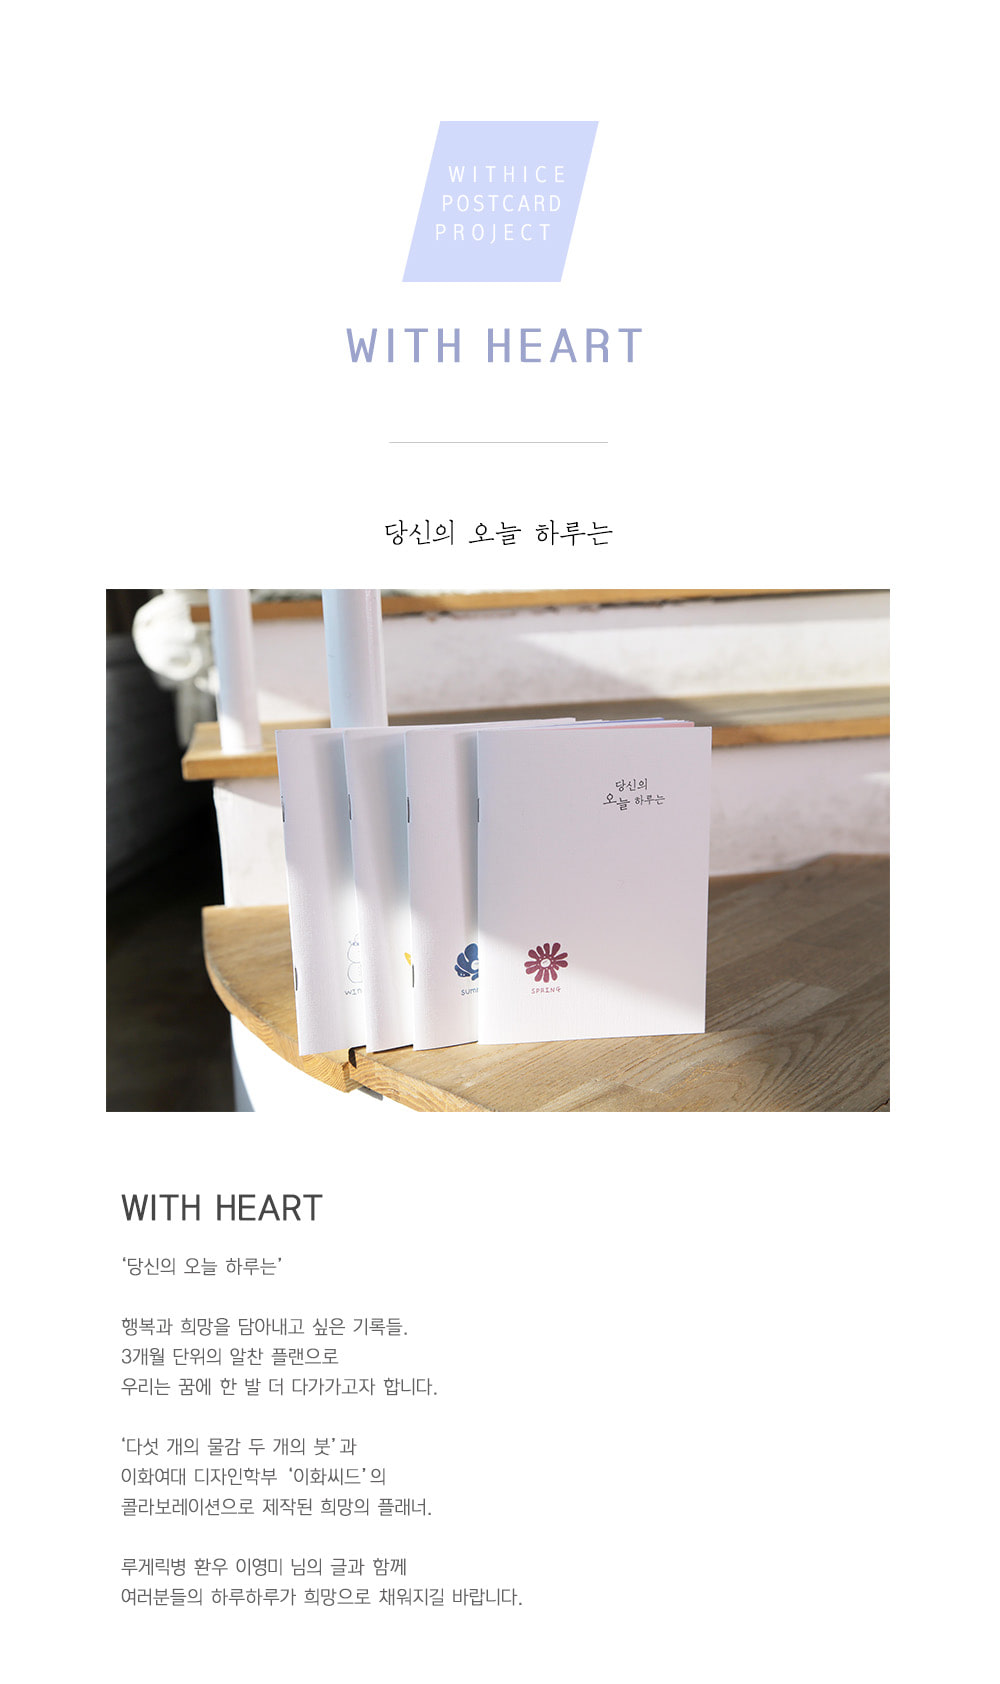 WITHICE
POSTCARD
PROJECT
WITH HEART
당신의 오늘 하루는
당신의
오늘 하루는
SPRING
WITH HEART
‘당신의 오늘 하루는’
행복과 희망을 담아내고 싶은 기록들.
3개월 단위의 알찬 플랜으로
우리는 꿈에 한 발 더 다가가고자 합니다.
‘다섯 개의 물감 두 개의 붓’ 과
이화여대 디자인학부 ‘이화씨드’ 의
콜라보레이션으로 제작된 희망의 플래너.
루게릭병 환우 이영미 님의 글과 함께
여러분들의 하루하루가 희망으로 채워지길 바랍니다.